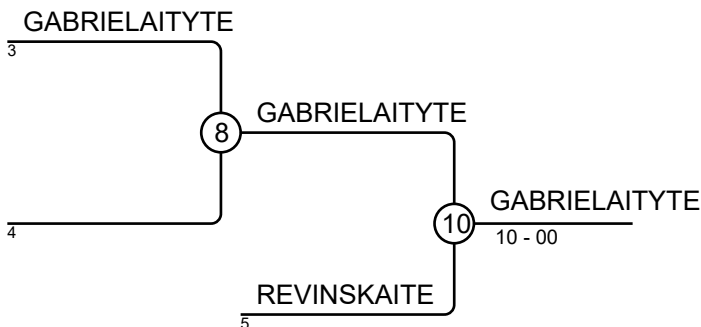 GABRIELAITYTE
3
8
GABRIELAITYTE
4
10
GABRIELAITYTE
10 - 00
REVINSKAITE
5